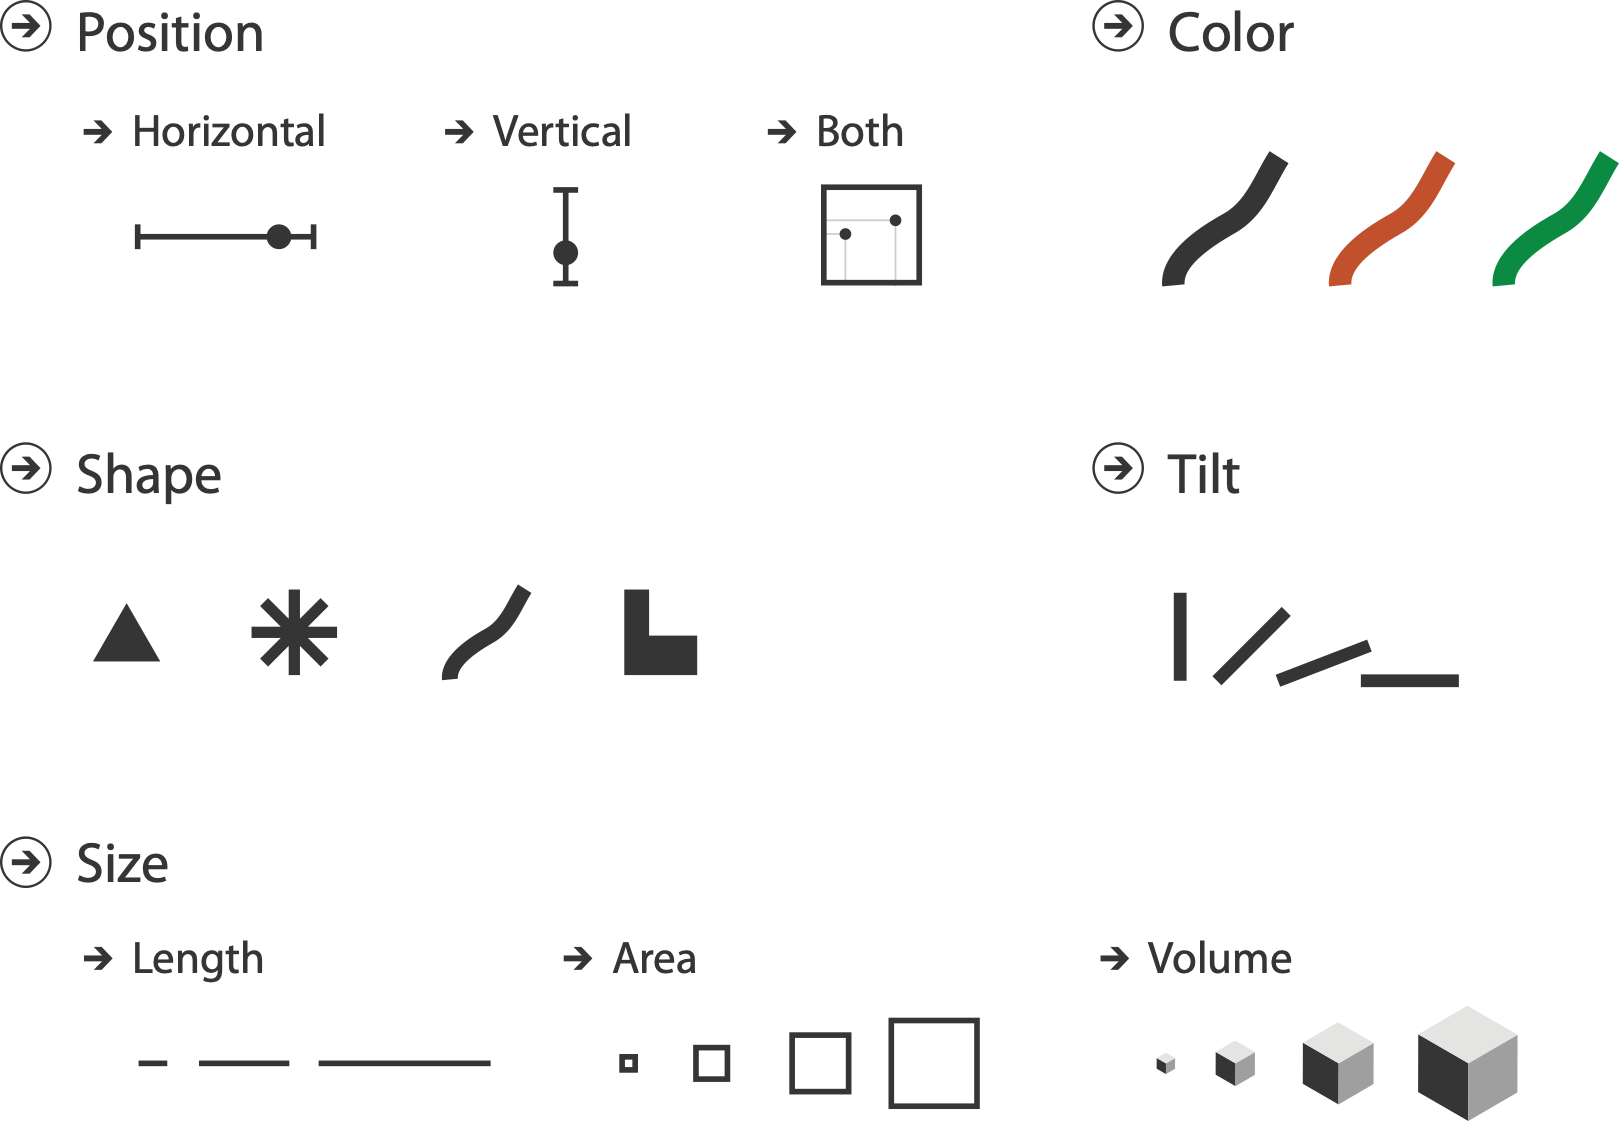 Position
Color
Horizontal
Vertical
Both
Shape
Tilt
Size
Length
Area
Volume